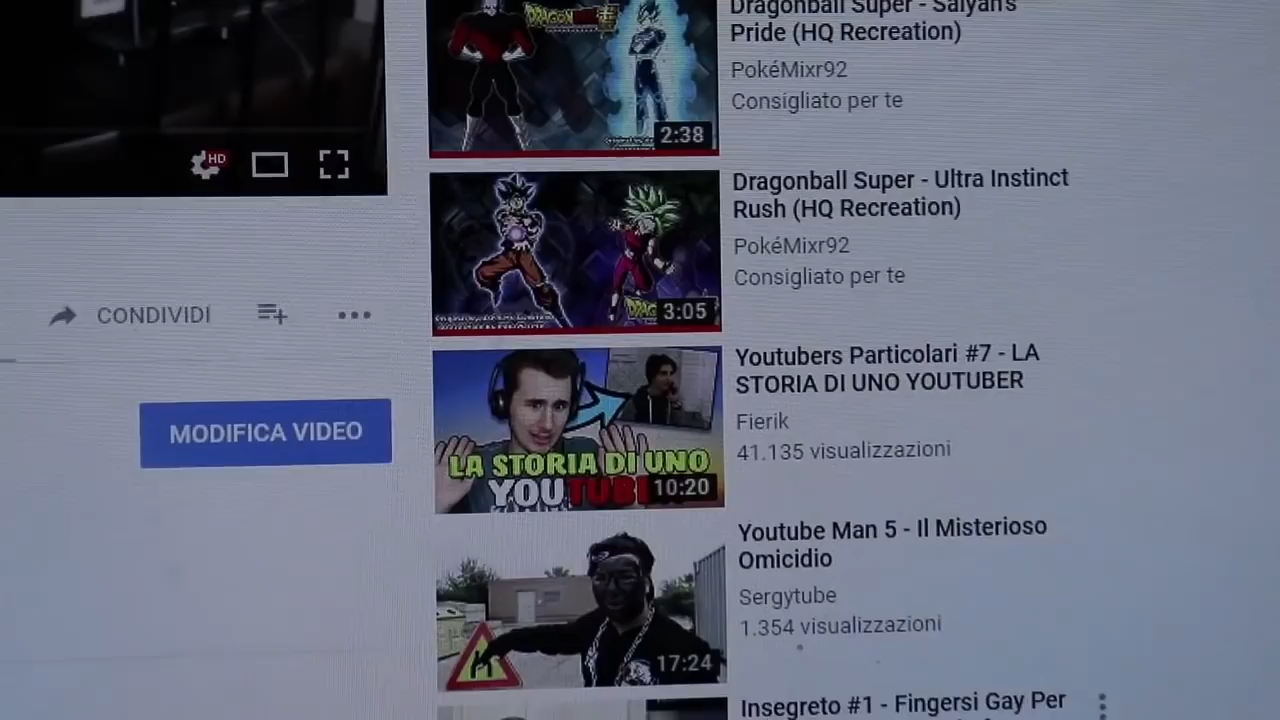 Dragonball Super - Saiyan's
Pride (HQ Recreation)
PokéMixr92
Consigliato per te
DRAGON
2:38
HD
Dragonball Super - Ultra Instinct
Rush (HQ Recreation)
PokéMixr92
Consigliato per te
3:05
CONDIVIDI
MODIFICA VIDEO
Youtubers Particolari #7 - LA
STORIA DI UNO YOUTUBER
Fierik
41.135 visualizzazioni
LA STORIA DI UNO
10:20
Youtube Man 5 - Il Misterioso
Omicidio
Sergytube
1.354 visualizzazioni
17:24
Insegreto #1 - Fingersi Gay Per